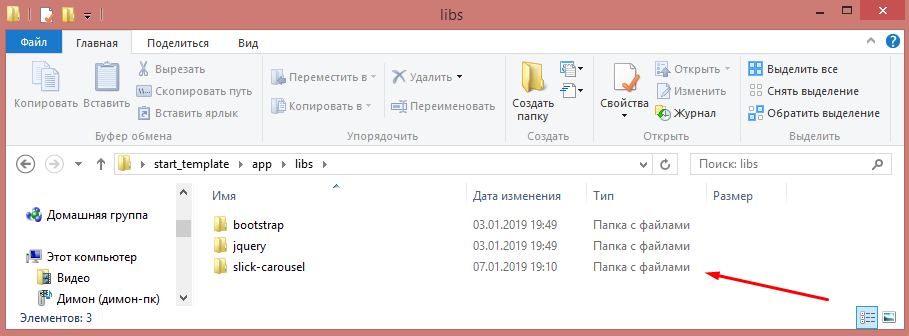 libs
Файл Главная Поделиться Вид
Копировать Вставить Вырезать Скопировать путь Вставить ярлык
Переместить в Копировать в Удалить Переименовать
Создать папку
Свойства Открыть Изменить Журнал
Выделить все Снять выделение Обратить выделение
Буфер обмена Упорядочить Создать Открыть Выделить
start_template app libs Поиск: libs
Имя Дата изменения Тип Размер
Домашняя группа
Этот компьютер
Видео
Димон (димон-пк)
bootstrap 03.01.2019 19:49 Папка с файлами
jquery 03.01.2019 19:49 Папка с файлами
slick-carousel 07.01.2019 19:10 Папка с файлами
Элементов: 3